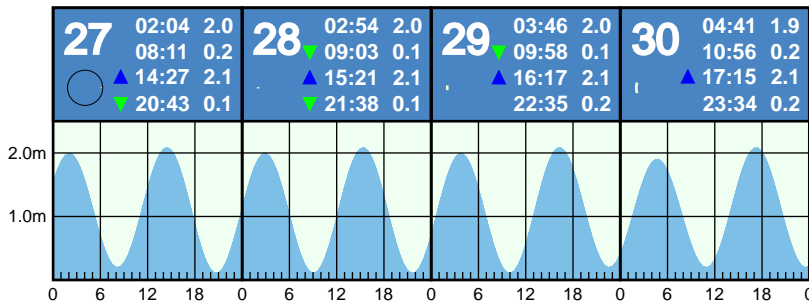 27
02:04 2.0
08:11 0.2
▲ 14:27 2.1
▼ 20:43 0.1
28
02:54 2.0
▼ 09:03 0.1
▲ 15:21 2.1
▼ 21:38 0.1
29
03:46 2.0
▼ 09:58 0.1
▲ 16:17 2.1
22:35 0.2
30
04:41 1.9
10:56 0.2
▲ 17:15 2.1
23:34 0.2
2.0m
1.0m
0 6 12 18 0 6 12 18 0 6 12 18 0 6 12 18 0